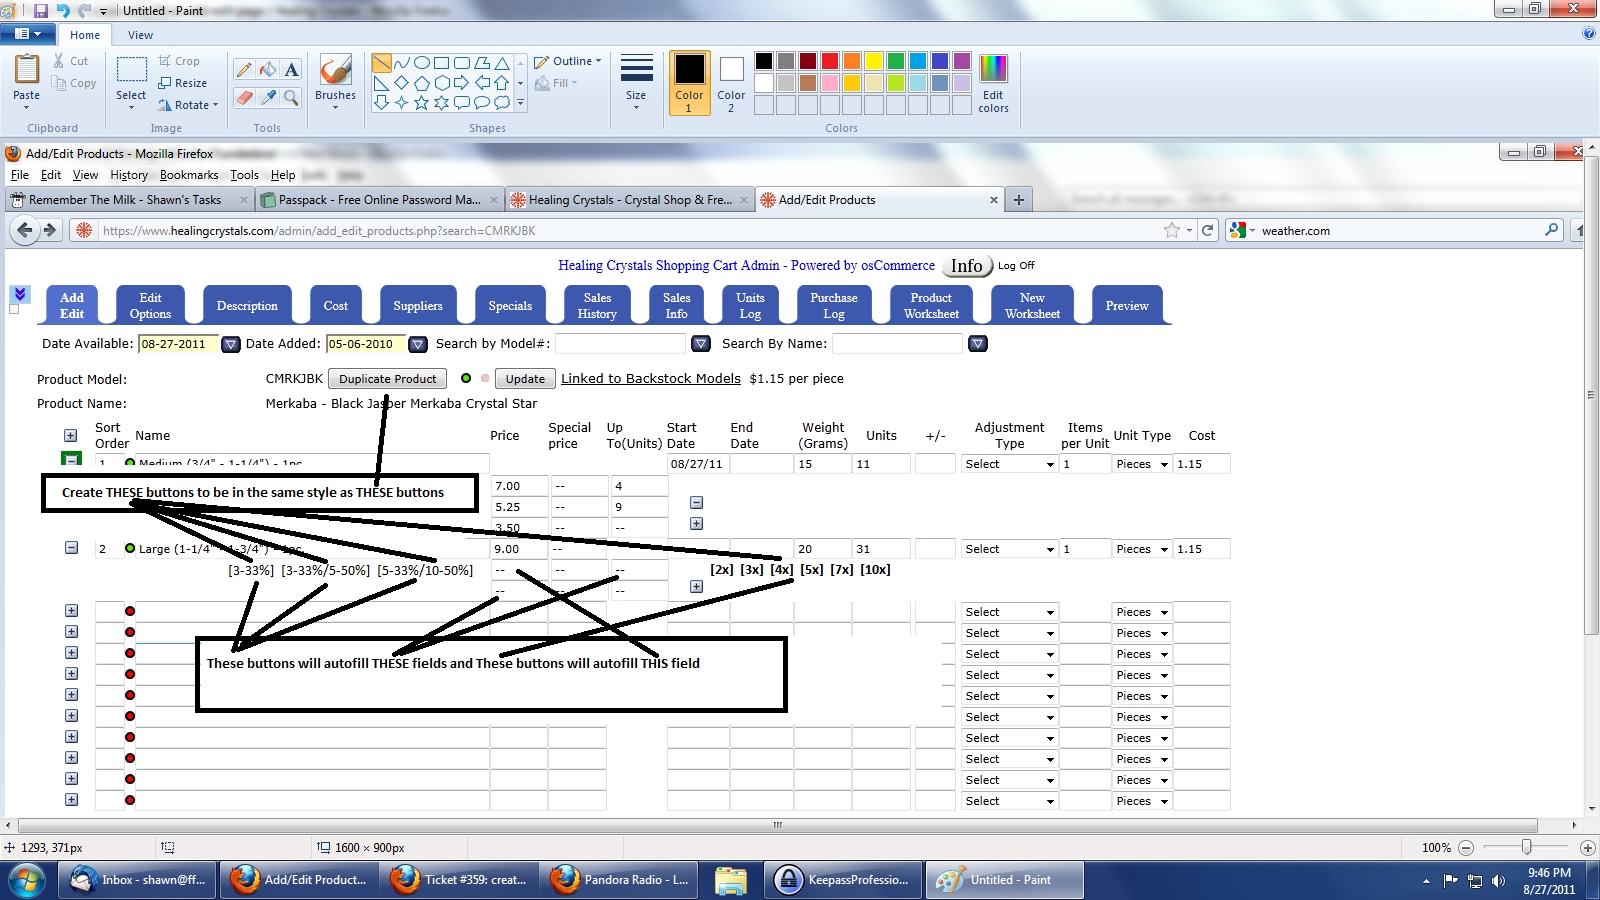 Untitled - Paint
Home View
Paste Cut Copy Select Crop Resize Rotate Brushes Outline Fill Size Color 1 Color 2 Edit colors
Clipboard Image Tools Shapes Colors
Add/Edit Products - Mozilla Firefox
File Edit View History Bookmarks Tools Help
Remember The Milk - Shawn's Tasks Passpack - Free Online Password Ma... Healing Crystals - Crystal Shop & Fre... Add/Edit Products
https://www.healingcrystals.com/admin/add_edit_products.php?search=CMRKJBK weather.com
Healing Crystals Shopping Cart Admin - Powered by osCommerce Info Log Off
Add Edit Edit Options Description Cost Suppliers Specials Sales History Sales Info Units Log Purchase Log Product Worksheet New Worksheet Preview
Date Available: 08-27-2011 Date Added: 05-06-2010 Search by Model#: Search By Name:
Product Model: CMRKJBK Duplicate Product Update Linked to Backstock Models $1.15 per piece
Product Name: Merkaba - Black Jasper Merkaba Crystal Star
Sort Order Name Price Special price Up To(Units) Start Date End Date Weight (Grams) Units +/- Adjustment Type Items per Unit Unit Type Cost
1 Medium (3/4" - 1-1/4") - 1pc 08/27/11 15 11 Select 1 Pieces 1.15
7.00 -- 4
Create THESE buttons to be in the same style as THESE buttons
5.25 -- 9
3.50 -- --
2 Large (1-1/4" - 1-3/4") - 1pc 9.00 -- 20 31 Select 1 Pieces 1.15
[3-33%] [3-33%/5-50%] [5-33%/10-50%] -- -- [2x] [3x] [4x] [5x] [7x] [10x]
-- --
Select Pieces
Select Pieces
Select Pieces
These buttons will autofill THESE fields and These buttons will autofill THIS field
Select Pieces
Select Pieces
Select Pieces
Select Pieces
Select Pieces
Select Pieces
Select Pieces
1293, 371px 1600 × 900px 100%
Inbox - shawn@ff... Add/Edit Product... Ticket #359: creat... Pandora Radio - L... KeepassProfessio... Untitled - Paint 9:46 PM
8/27/2011